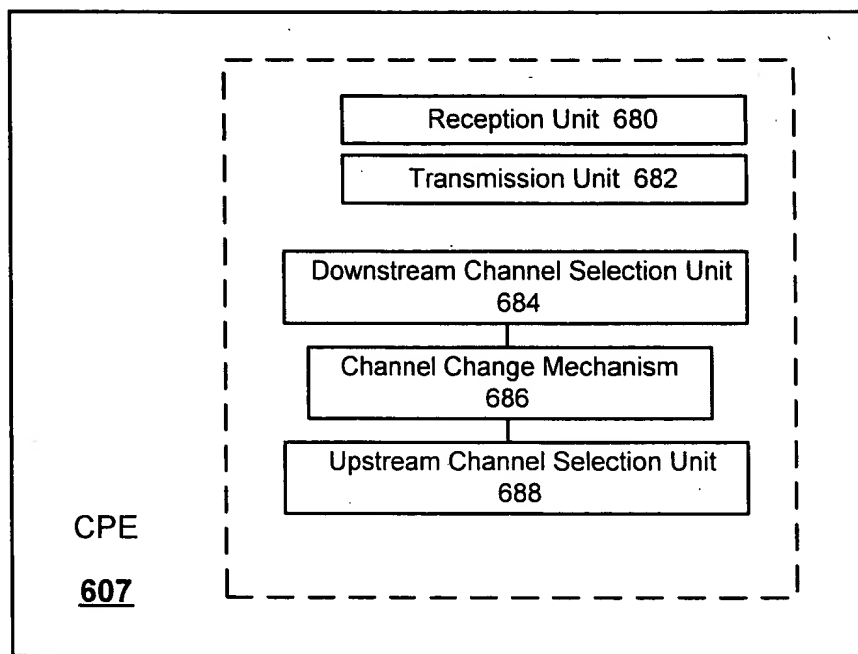 Reception Unit 680
Transmission Unit 682
Downstream Channel Selection Unit
684
Channel Change Mechanism
686
Upstream Channel Selection Unit
688
CPE
607